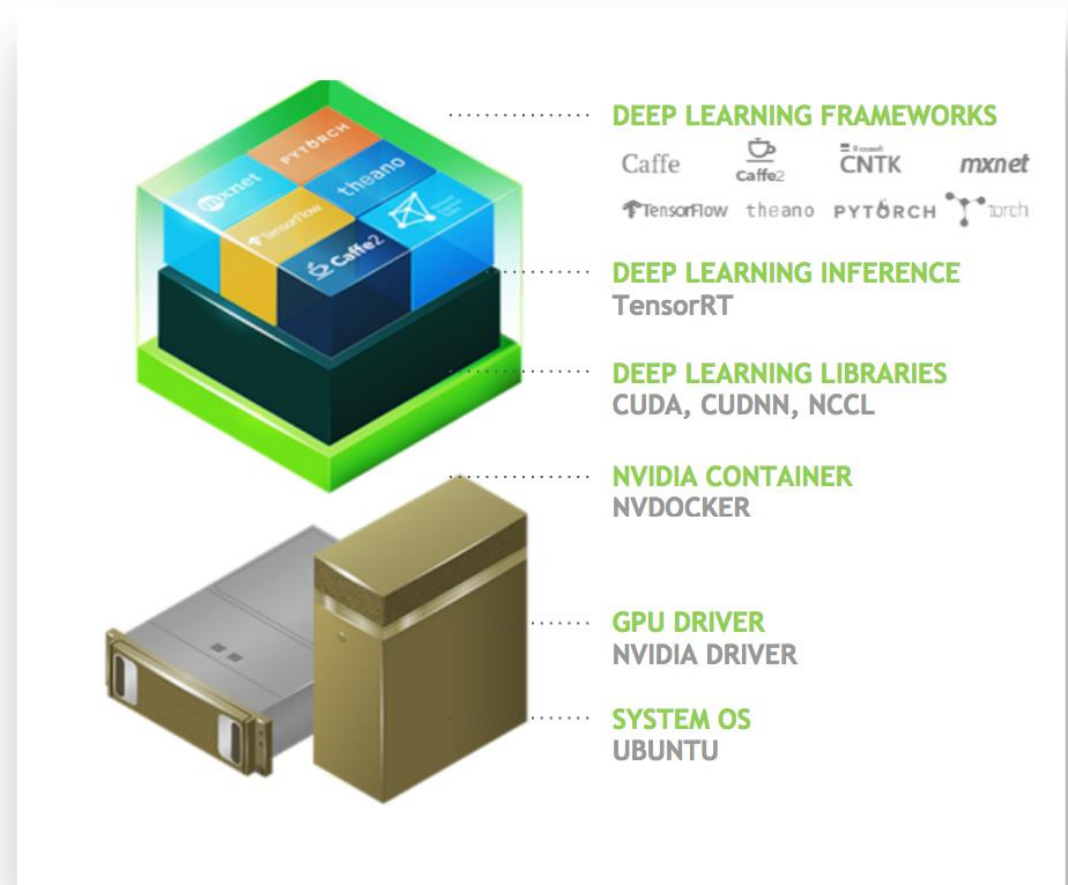 PYTORCH
mxnet
theano
TensorFlow
Caffe2
DEEP LEARNING FRAMEWORKS
Caffe
Caffe2
Microsoft
CNTK
mxnet
TensorFlow theano PYTORCH torch
DEEP LEARNING INFERENCE
TensorRT
DEEP LEARNING LIBRARIES
CUDA, CUDNN, NCCL
NVIDIA CONTAINER
NVDOCKER
GPU DRIVER
NVIDIA DRIVER
SYSTEM OS
UBUNTU